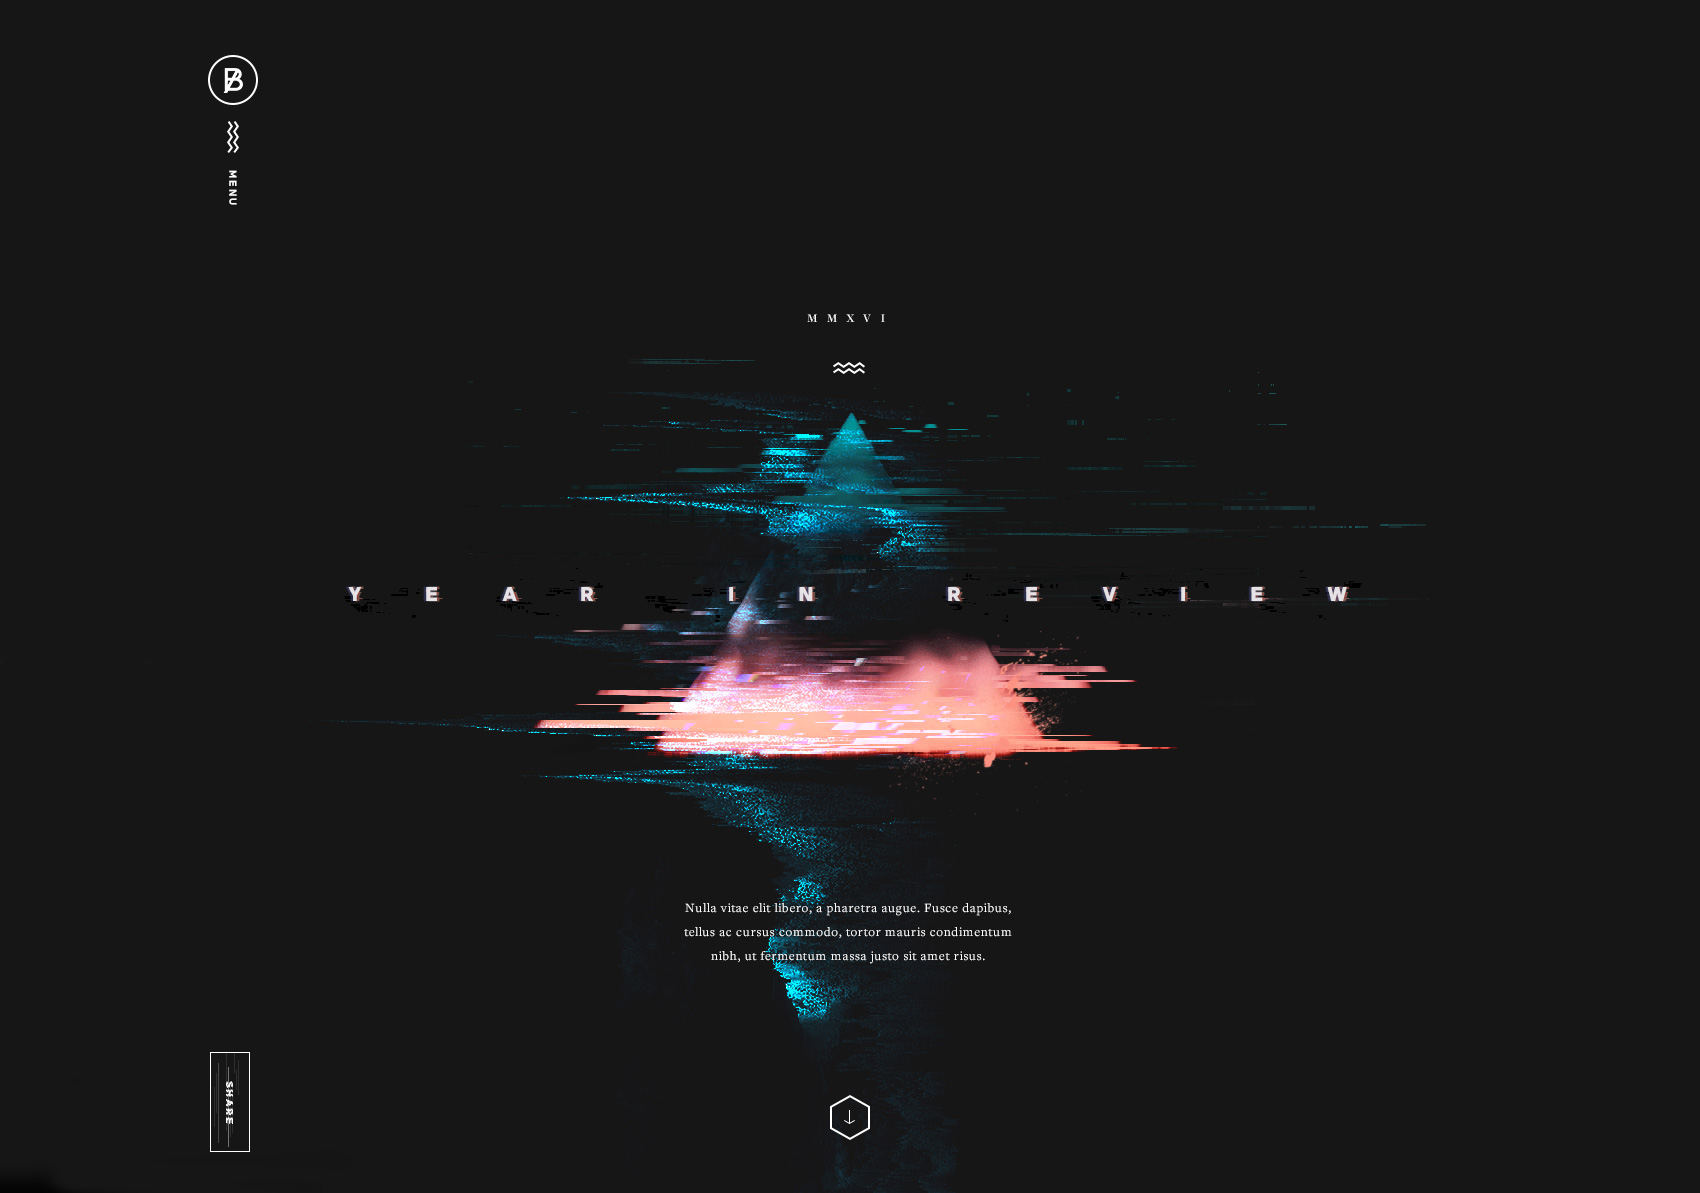 B
MENU
MMXVI
YEAR IN REVIEW
Nulla vitae elit libero, a pharetra augue. Fusce dapibus,
tellus ac cursus commodo, tortor mauris condimentum
nibh, ut fermentum massa justo sit amet risus.
SHARE